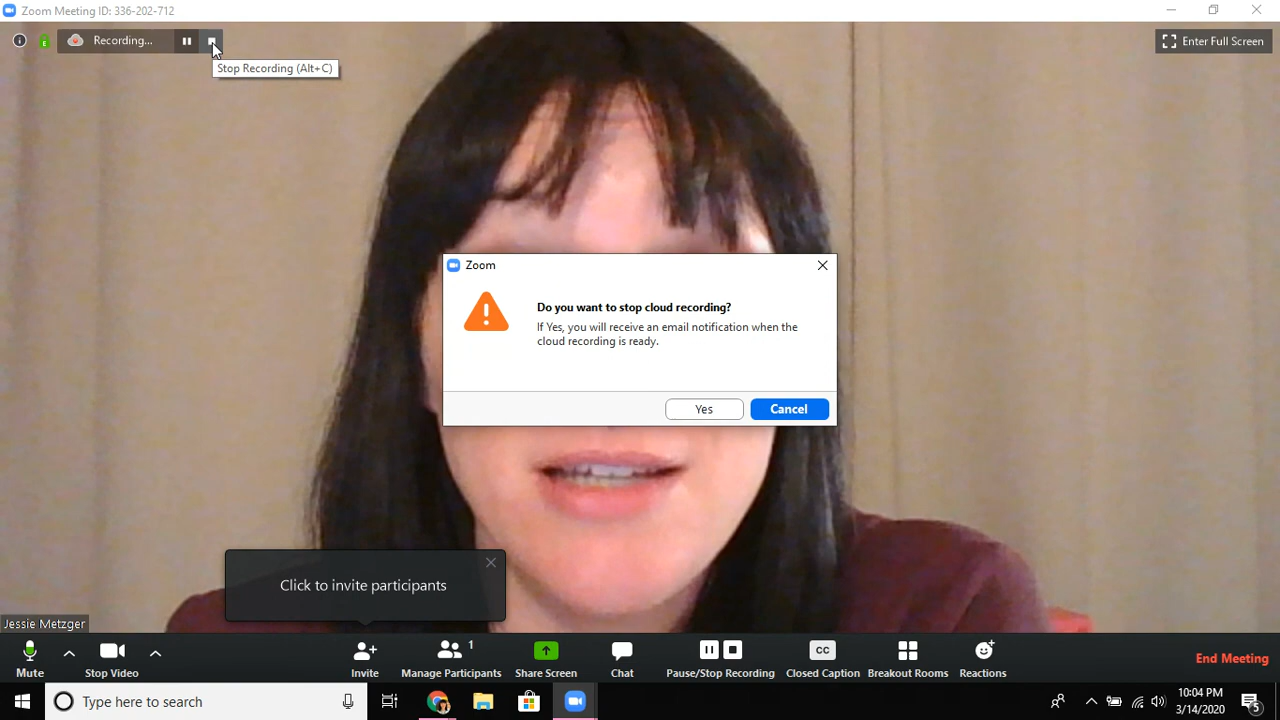 Zoom Meeting ID: 336-202-712
E
Recording...
Enter Full Screen
Stop Recording (Alt+C)
Zoom
Do you want to stop cloud recording?
If Yes, you will receive an email notification when the
cloud recording is ready.
Yes
Cancel
Click to invite participants
Jessie Metzger
Mute
Stop Video
Invite
1
Manage Participants
Share Screen
Chat
Pause/Stop Recording
CC
Closed Caption
Breakout Rooms
Reactions
End Meeting
Type here to search
10:04 PM
3/14/2020
5